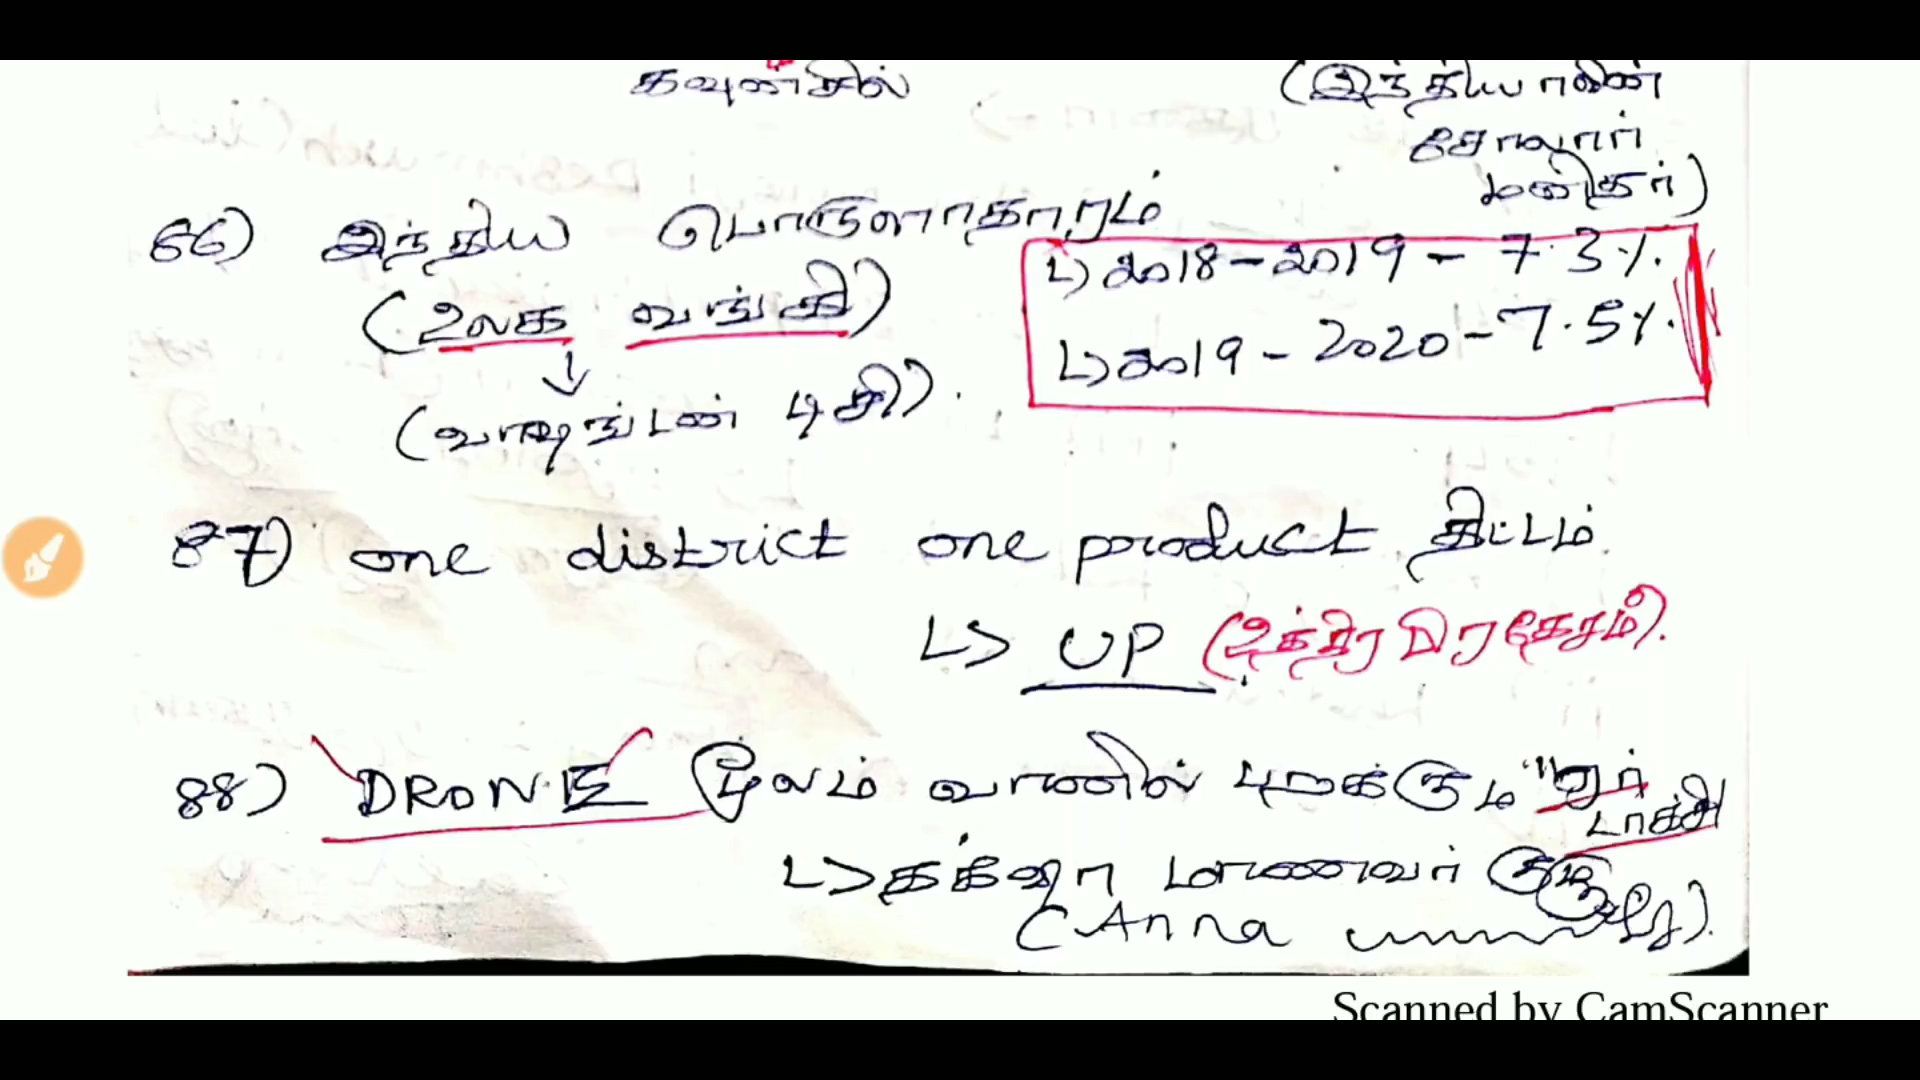 கவுன்சில் (இந்தியாவின்
சோலார்
மனிதர்)
86) இந்திய பொருளாதாரம்
(உலக வங்கி)
↓
(வாஷிங்டன் டிசி).
↳ 2018 - 2019 - 7.3%.
↳ 2019 - 2020 - 7.5%.
87) one district one product திட்டம்.
↳ UP (உத்திர பிரதேசம்).
88) DRONE மூலம் வானில் பறக்கும் "ஏர்
டாக்சி
↳ தக்ஷா மாணவர் குழு
(Anna
Scanned by CamScanner